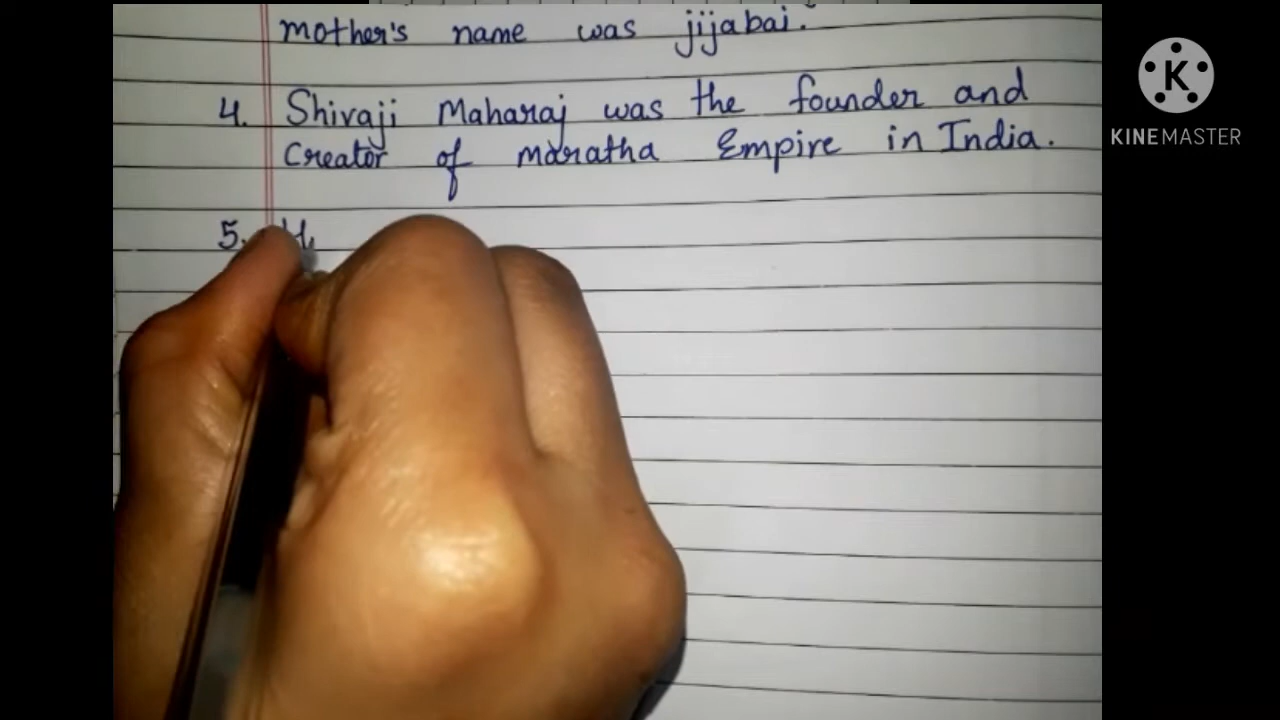 mother's name was jijabai.
4. Shivaji Maharaj was the founder and
Creator of maratha Empire in India.
5.
KINEMASTER